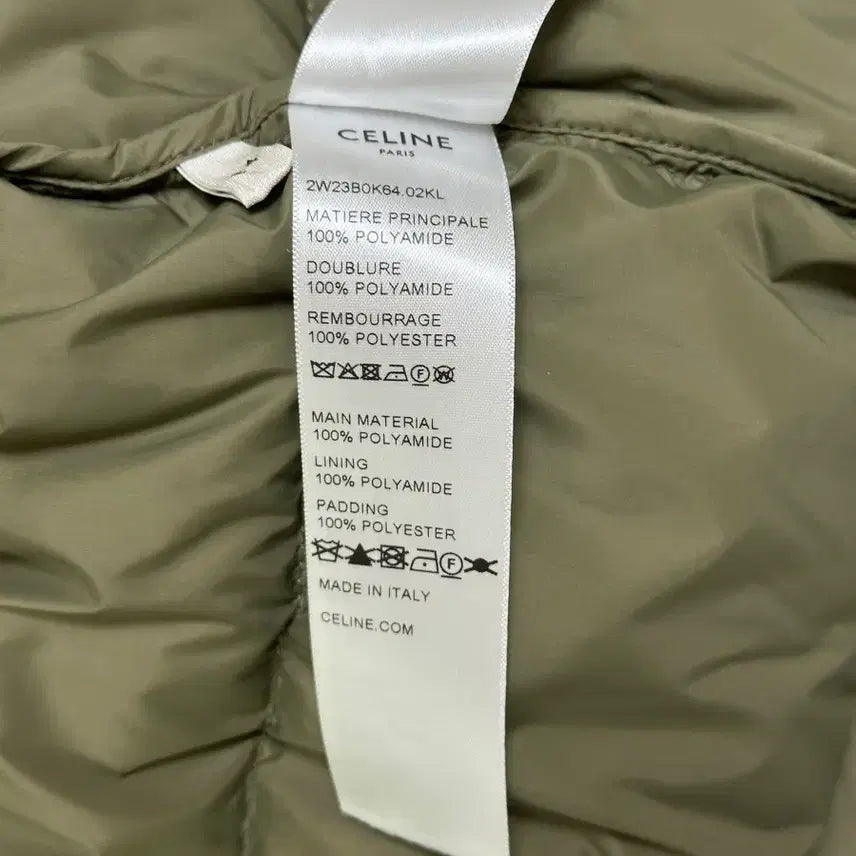 CELINE
PARIS
2W23B0K64.02KL
MATIERE PRINCIPALE
100% POLYAMIDE
DOUBLURE
100% POLYAMIDE
REMBOURRAGE
100% POLYESTER
F W
MAIN MATERIAL
100% POLYAMIDE
LINING
100% POLYAMIDE
PADDING
100% POLYESTER
F
MADE IN ITALY
CELINE.COM